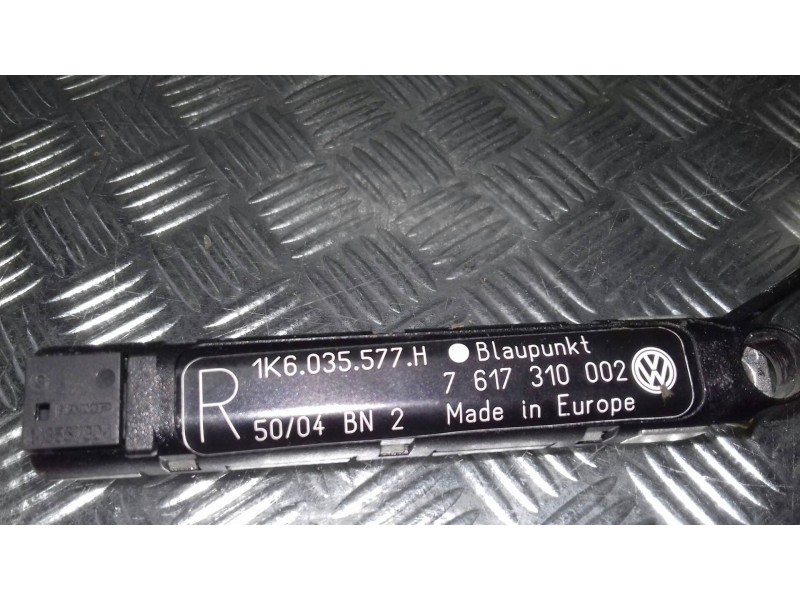 R
1K6.035.577.H
50/04 BN 2
Blaupunkt
7 617 310 002
Made in Europe